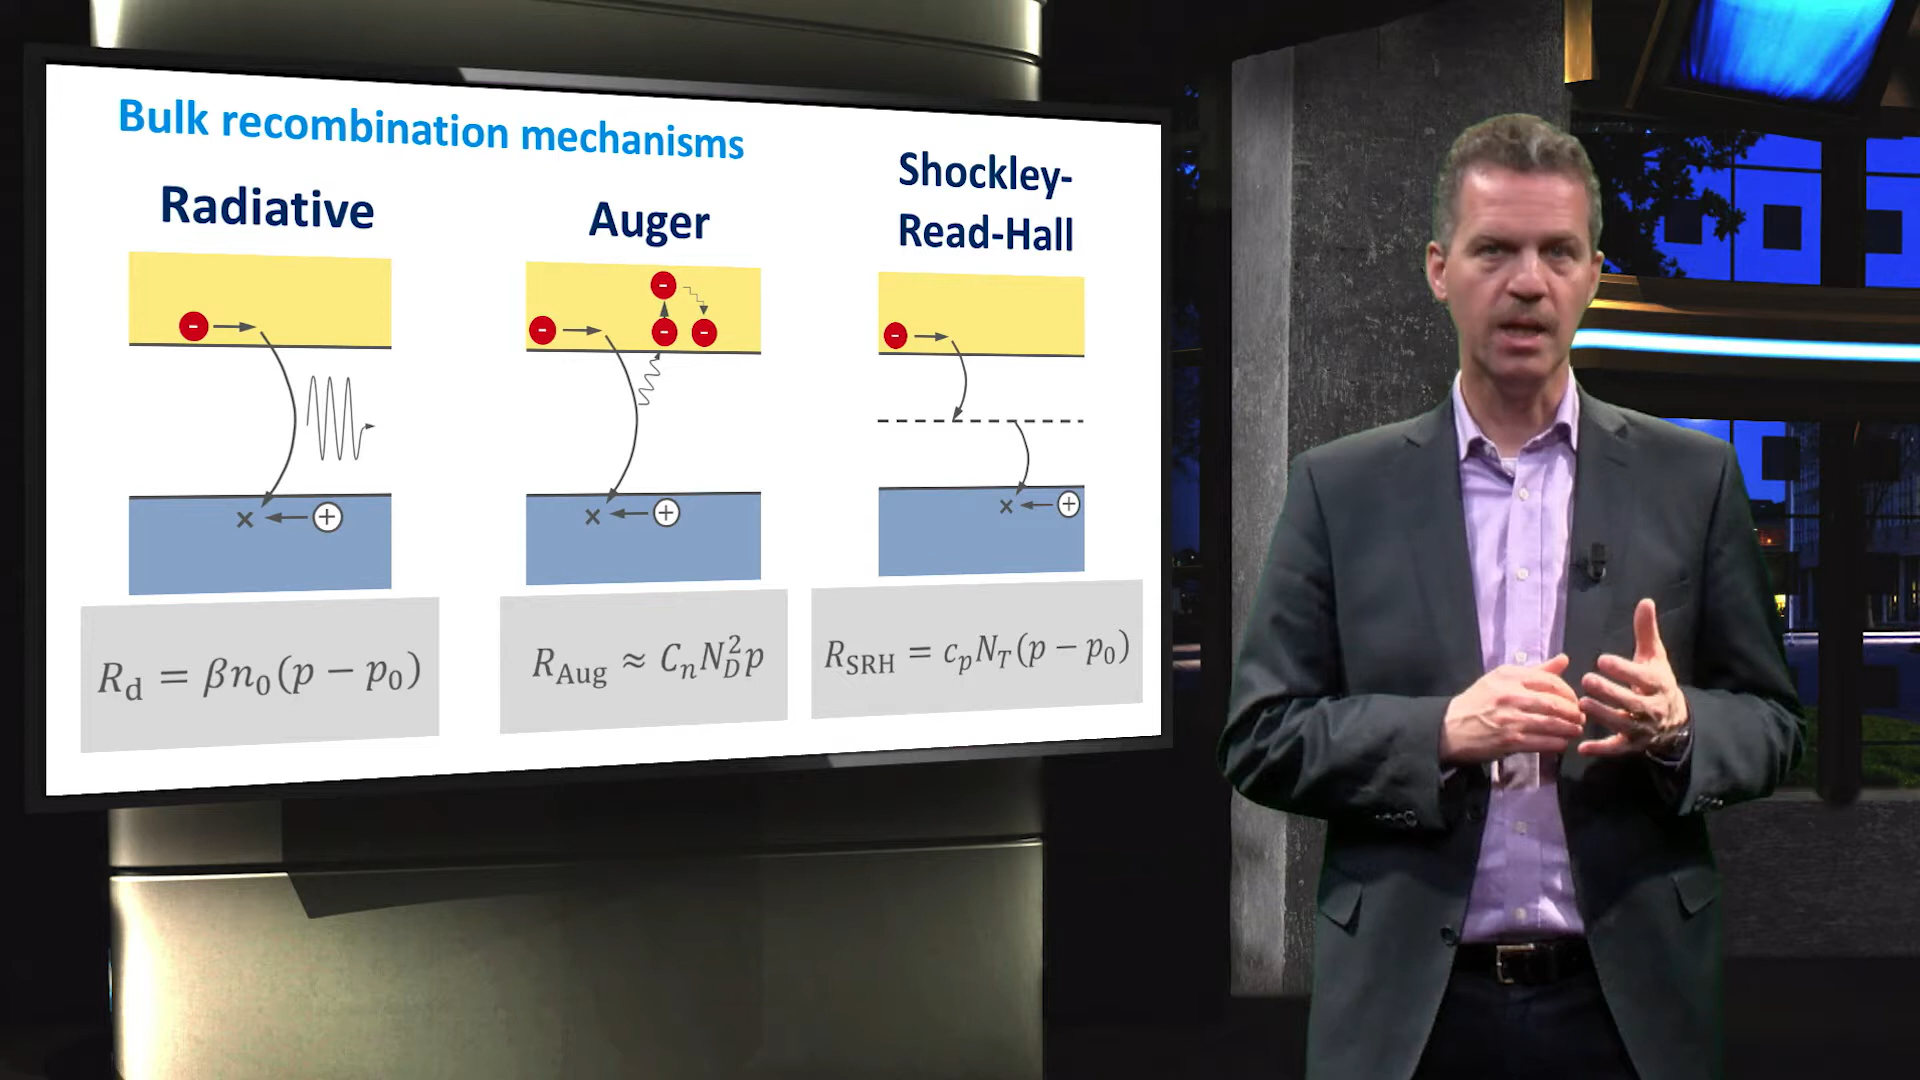 Bulk recombination mechanisms
Radiative
Auger
Shockley-
Read-Hall
- 
- - -
-
× +
× +
× +
R_d = βn_0(p − p_0)
R_Aug ≈ C_n N_D^2 p
R_SRH = c_p N_T(p − p_0)